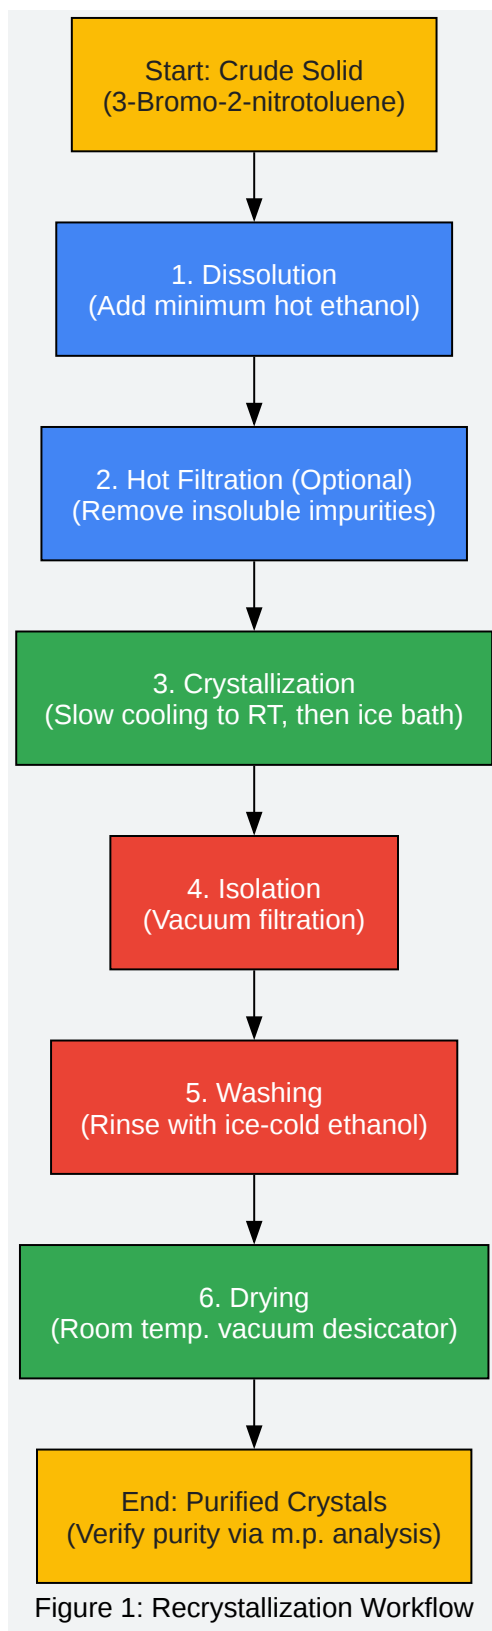 Start: Crude Solid
(3-Bromo-2-nitrotoluene)
1. Dissolution
(Add minimum hot ethanol)
2. Hot Filtration (Optional)
(Remove insoluble impurities)
3. Crystallization
(Slow cooling to RT, then ice bath)
4. Isolation
(Vacuum filtration)
5. Washing
(Rinse with ice-cold ethanol)
6. Drying
(Room temp. vacuum desiccator)
End: Purified Crystals
(Verify purity via m.p. analysis)
Figure 1: Recrystallization Workflow